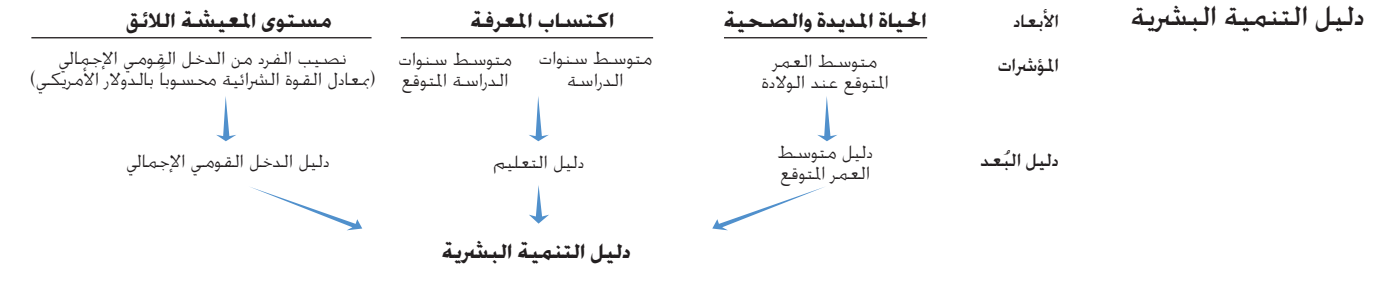 دليل التنمية البشرية
الأبعاد
الحياة المديدة والصحية
اكتساب المعرفة
مستوى المعيشة اللائق
المؤشرات
متوسط العمر
المتوقع عند الولادة
متوسط سنوات
الدراسة
متوسط سنوات
الدراسة المتوقع
نصيب الفرد من الدخل القومي الإجمالي
(بمعادل القوة الشرائية محسوباً بالدولار الأمريكي)
دليل البُعد
دليل متوسط
العمر المتوقع
دليل التعليم
دليل الدخل القومي الإجمالي
دليل التنمية البشرية